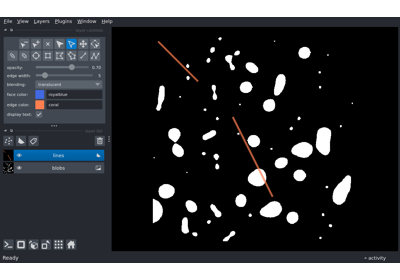 File View Layers Plugins Window Help
opacity: 0.70
edge width: 5
blending: translucent
face color: royalblue
edge color: coral
display text: ✓
lines
blobs
Ready activity